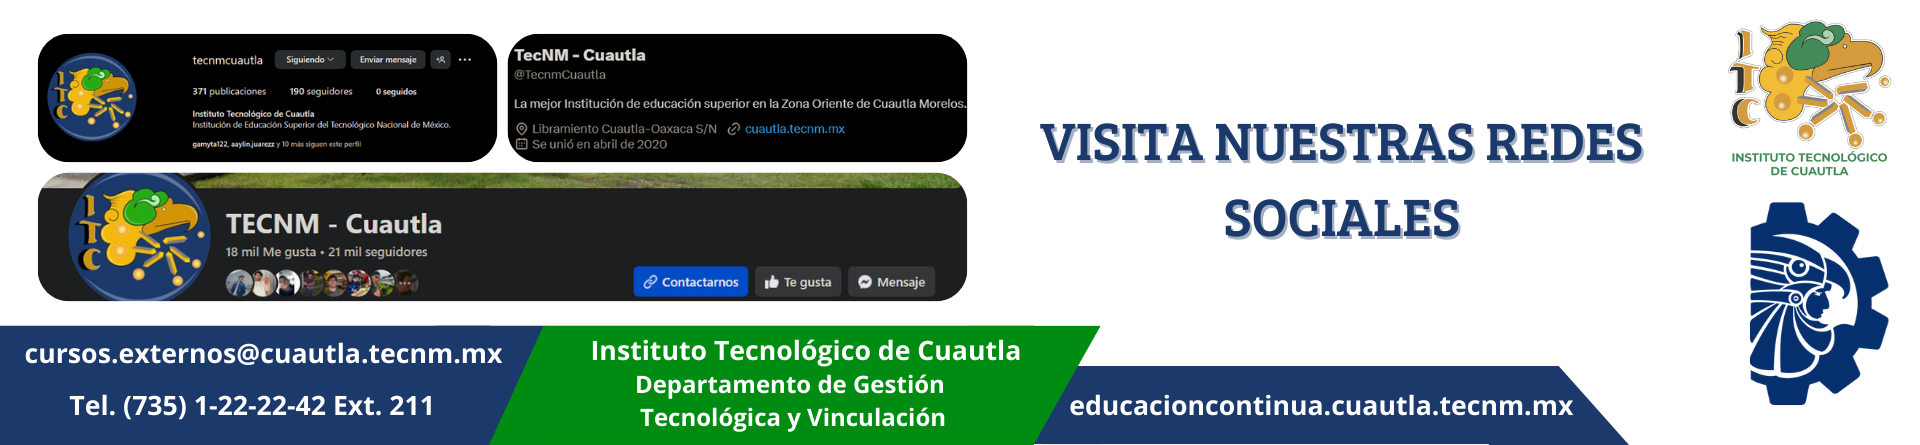 tecnmcuautla
Siguiendo
Enviar mensaje
371 publicaciones 190 seguidores 0 seguidos
Instituto Tecnológico de Cuautla
Institución de Educación Superior del Tecnológico Nacional de México.
gamyta122, aaylin.juarezz y 10 más siguen este perfil
TecNM - Cuautla
@TecnmCuautla
La mejor Institución de educación superior en la Zona Oriente de Cuautla Morelos.
Libramiento Cuautla-Oaxaca S/N cuautla.tecnm.mx
Se unió en abril de 2020
ITC
TECNM - Cuautla
18 mil Me gusta • 21 mil seguidores
Contactarnos
Te gusta
Mensaje
VISITA NUESTRAS REDES
SOCIALES
ITC
INSTITUTO TECNOLÓGICO
DE CUAUTLA
cursos.externos@cuautla.tecnm.mx
Tel. (735) 1-22-22-42 Ext. 211
Instituto Tecnológico de Cuautla
Departamento de Gestión
Tecnológica y Vinculación
educacioncontinua.cuautla.tecnm.mx